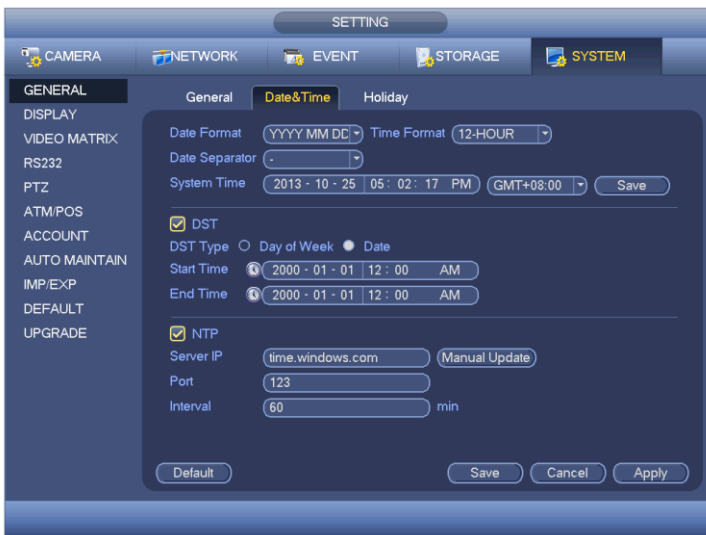 SETTING
CAMERA NETWORK EVENT STORAGE SYSTEM
GENERAL
DISPLAY
VIDEO MATRIX
RS232
PTZ
ATM/POS
ACCOUNT
AUTO MAINTAIN
IMP/EXP
DEFAULT
UPGRADE
General Date&Time Holiday
Date Format YYYY MM DD Time Format 12-HOUR
Date Separator -
System Time 2013 - 10 - 25 05 : 02 : 17 PM GMT+08:00 Save
DST
DST Type Day of Week Date
Start Time 2000 - 01 - 01 12 : 00 AM
End Time 2000 - 01 - 01 12 : 00 AM
NTP
Server IP time.windows.com Manual Update
Port 123
Interval 60 min
Default Save Cancel Apply